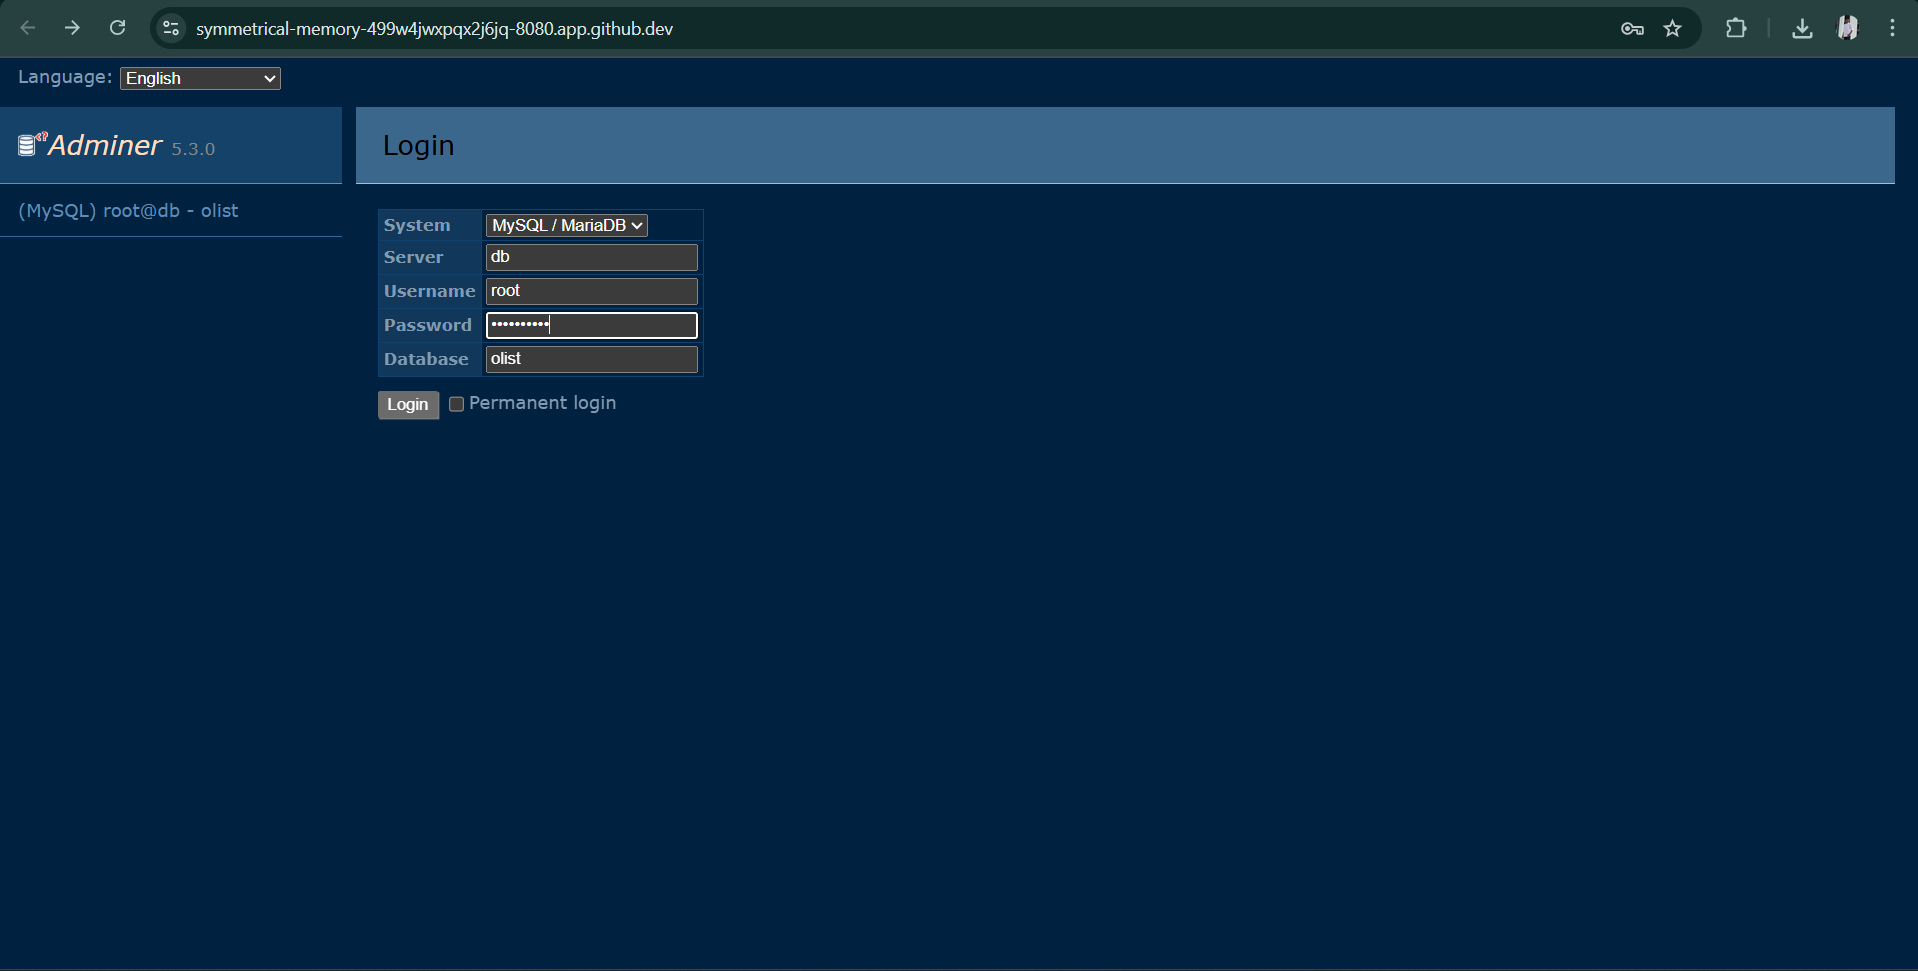 symmetrical-memory-499w4jwxpqx2j6jq-8080.app.github.dev
Language: English
Adminer 5.3.0
Login
(MySQL) root@db - olist
System MySQL / MariaDB
Server db
Username root
Password ••••••••••
Database olist
Login Permanent login